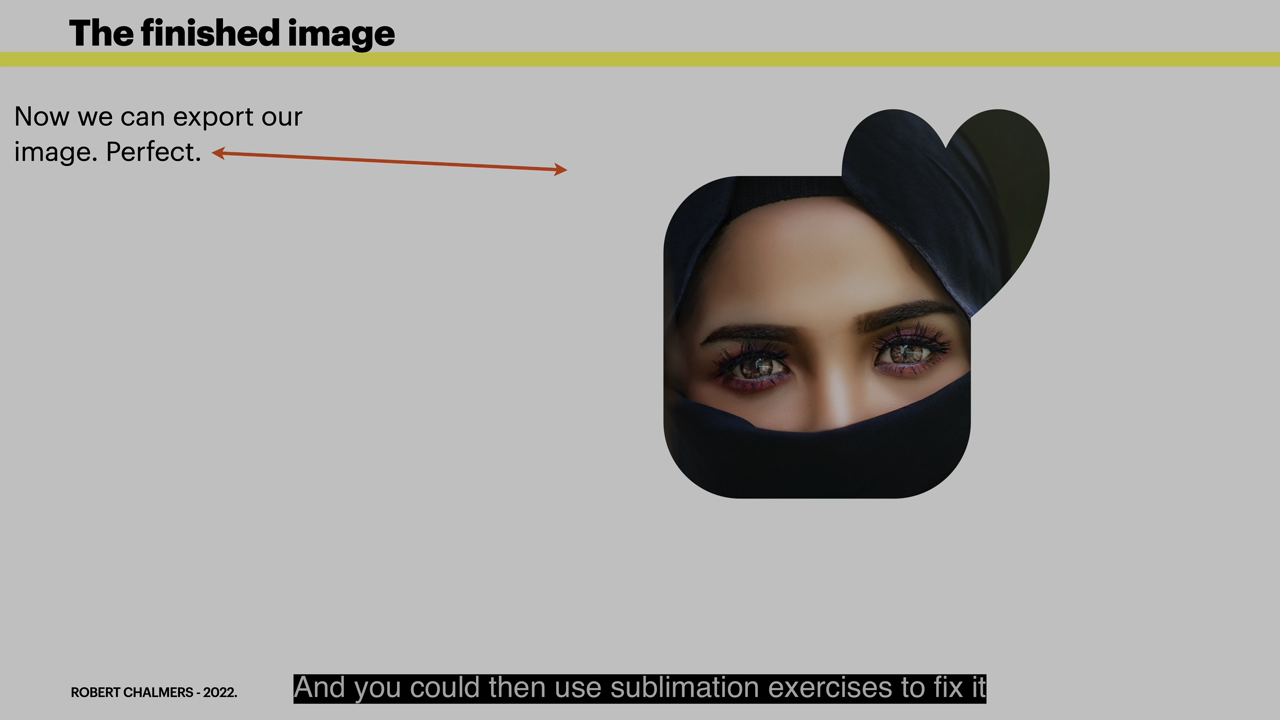 The finished image
Now we can export our
image. Perfect.
ROBERT CHALMERS - 2022.
And you could then use sublimation exercises to fix it